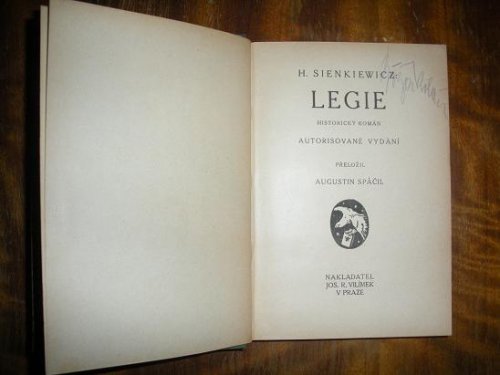 H. SIENKIEWICZ:
LEGIE
HISTORICKÝ ROMÁN
AUTORISOVANÉ VYDÁNÍ
PŘELOŽIL
AUGUSTIN SPÁČIL
NAKLADATEL
JOS. R. VILÍMEK
V PRAZE